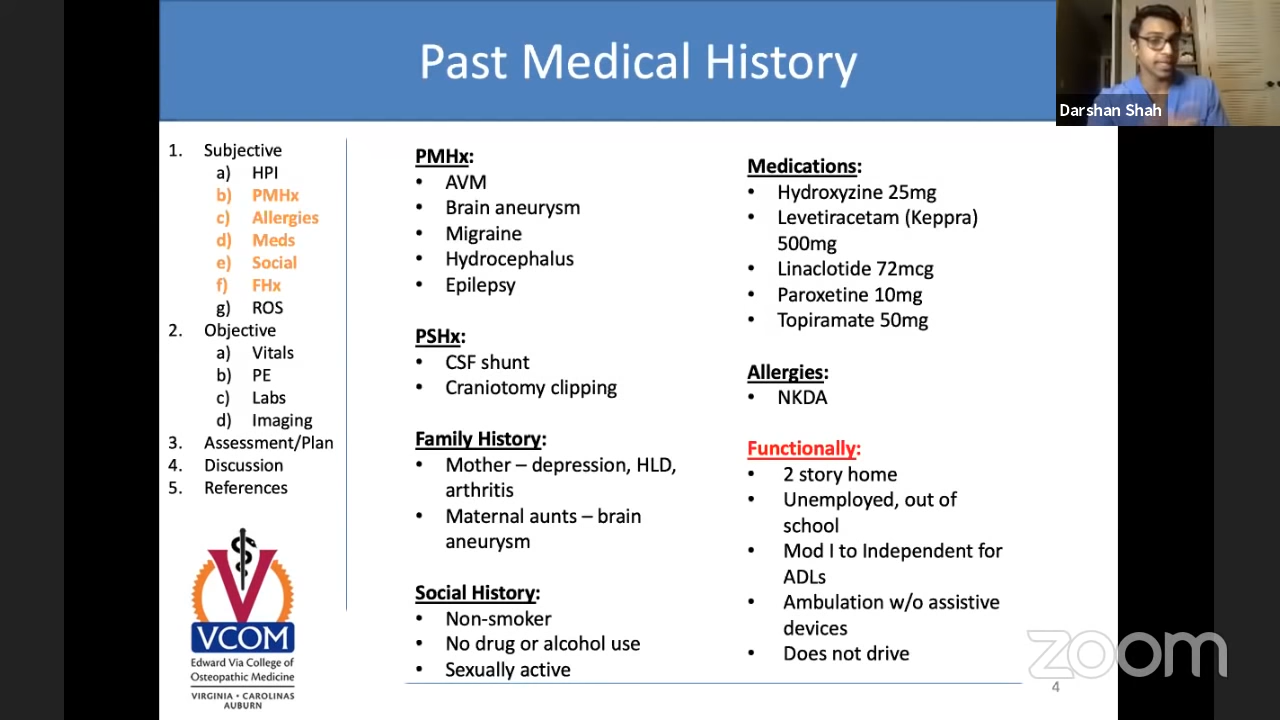 Past Medical History
Darshan Shah
1. Subjective
a) HPI
b) PMHx
c) Allergies
d) Meds
e) Social
f) FHx
g) ROS
2. Objective
a) Vitals
b) PE
c) Labs
d) Imaging
3. Assessment/Plan
4. Discussion
5. References
VCOM
Edward Via College of
Osteopathic Medicine
VIRGINIA • CAROLINAS
AUBURN
PMHx:
• AVM
• Brain aneurysm
• Migraine
• Hydrocephalus
• Epilepsy
PSHx:
• CSF shunt
• Craniotomy clipping
Family History:
• Mother – depression, HLD,
arthritis
• Maternal aunts – brain
aneurysm
Social History:
• Non-smoker
• No drug or alcohol use
• Sexually active
Medications:
• Hydroxyzine 25mg
• Levetiracetam (Keppra)
500mg
• Linaclotide 72mcg
• Paroxetine 10mg
• Topiramate 50mg
Allergies:
• NKDA
Functionally:
• 2 story home
• Unemployed, out of
school
• Mod I to Independent for
ADLs
• Ambulation w/o assistive
devices
• Does not drive
zoom
4